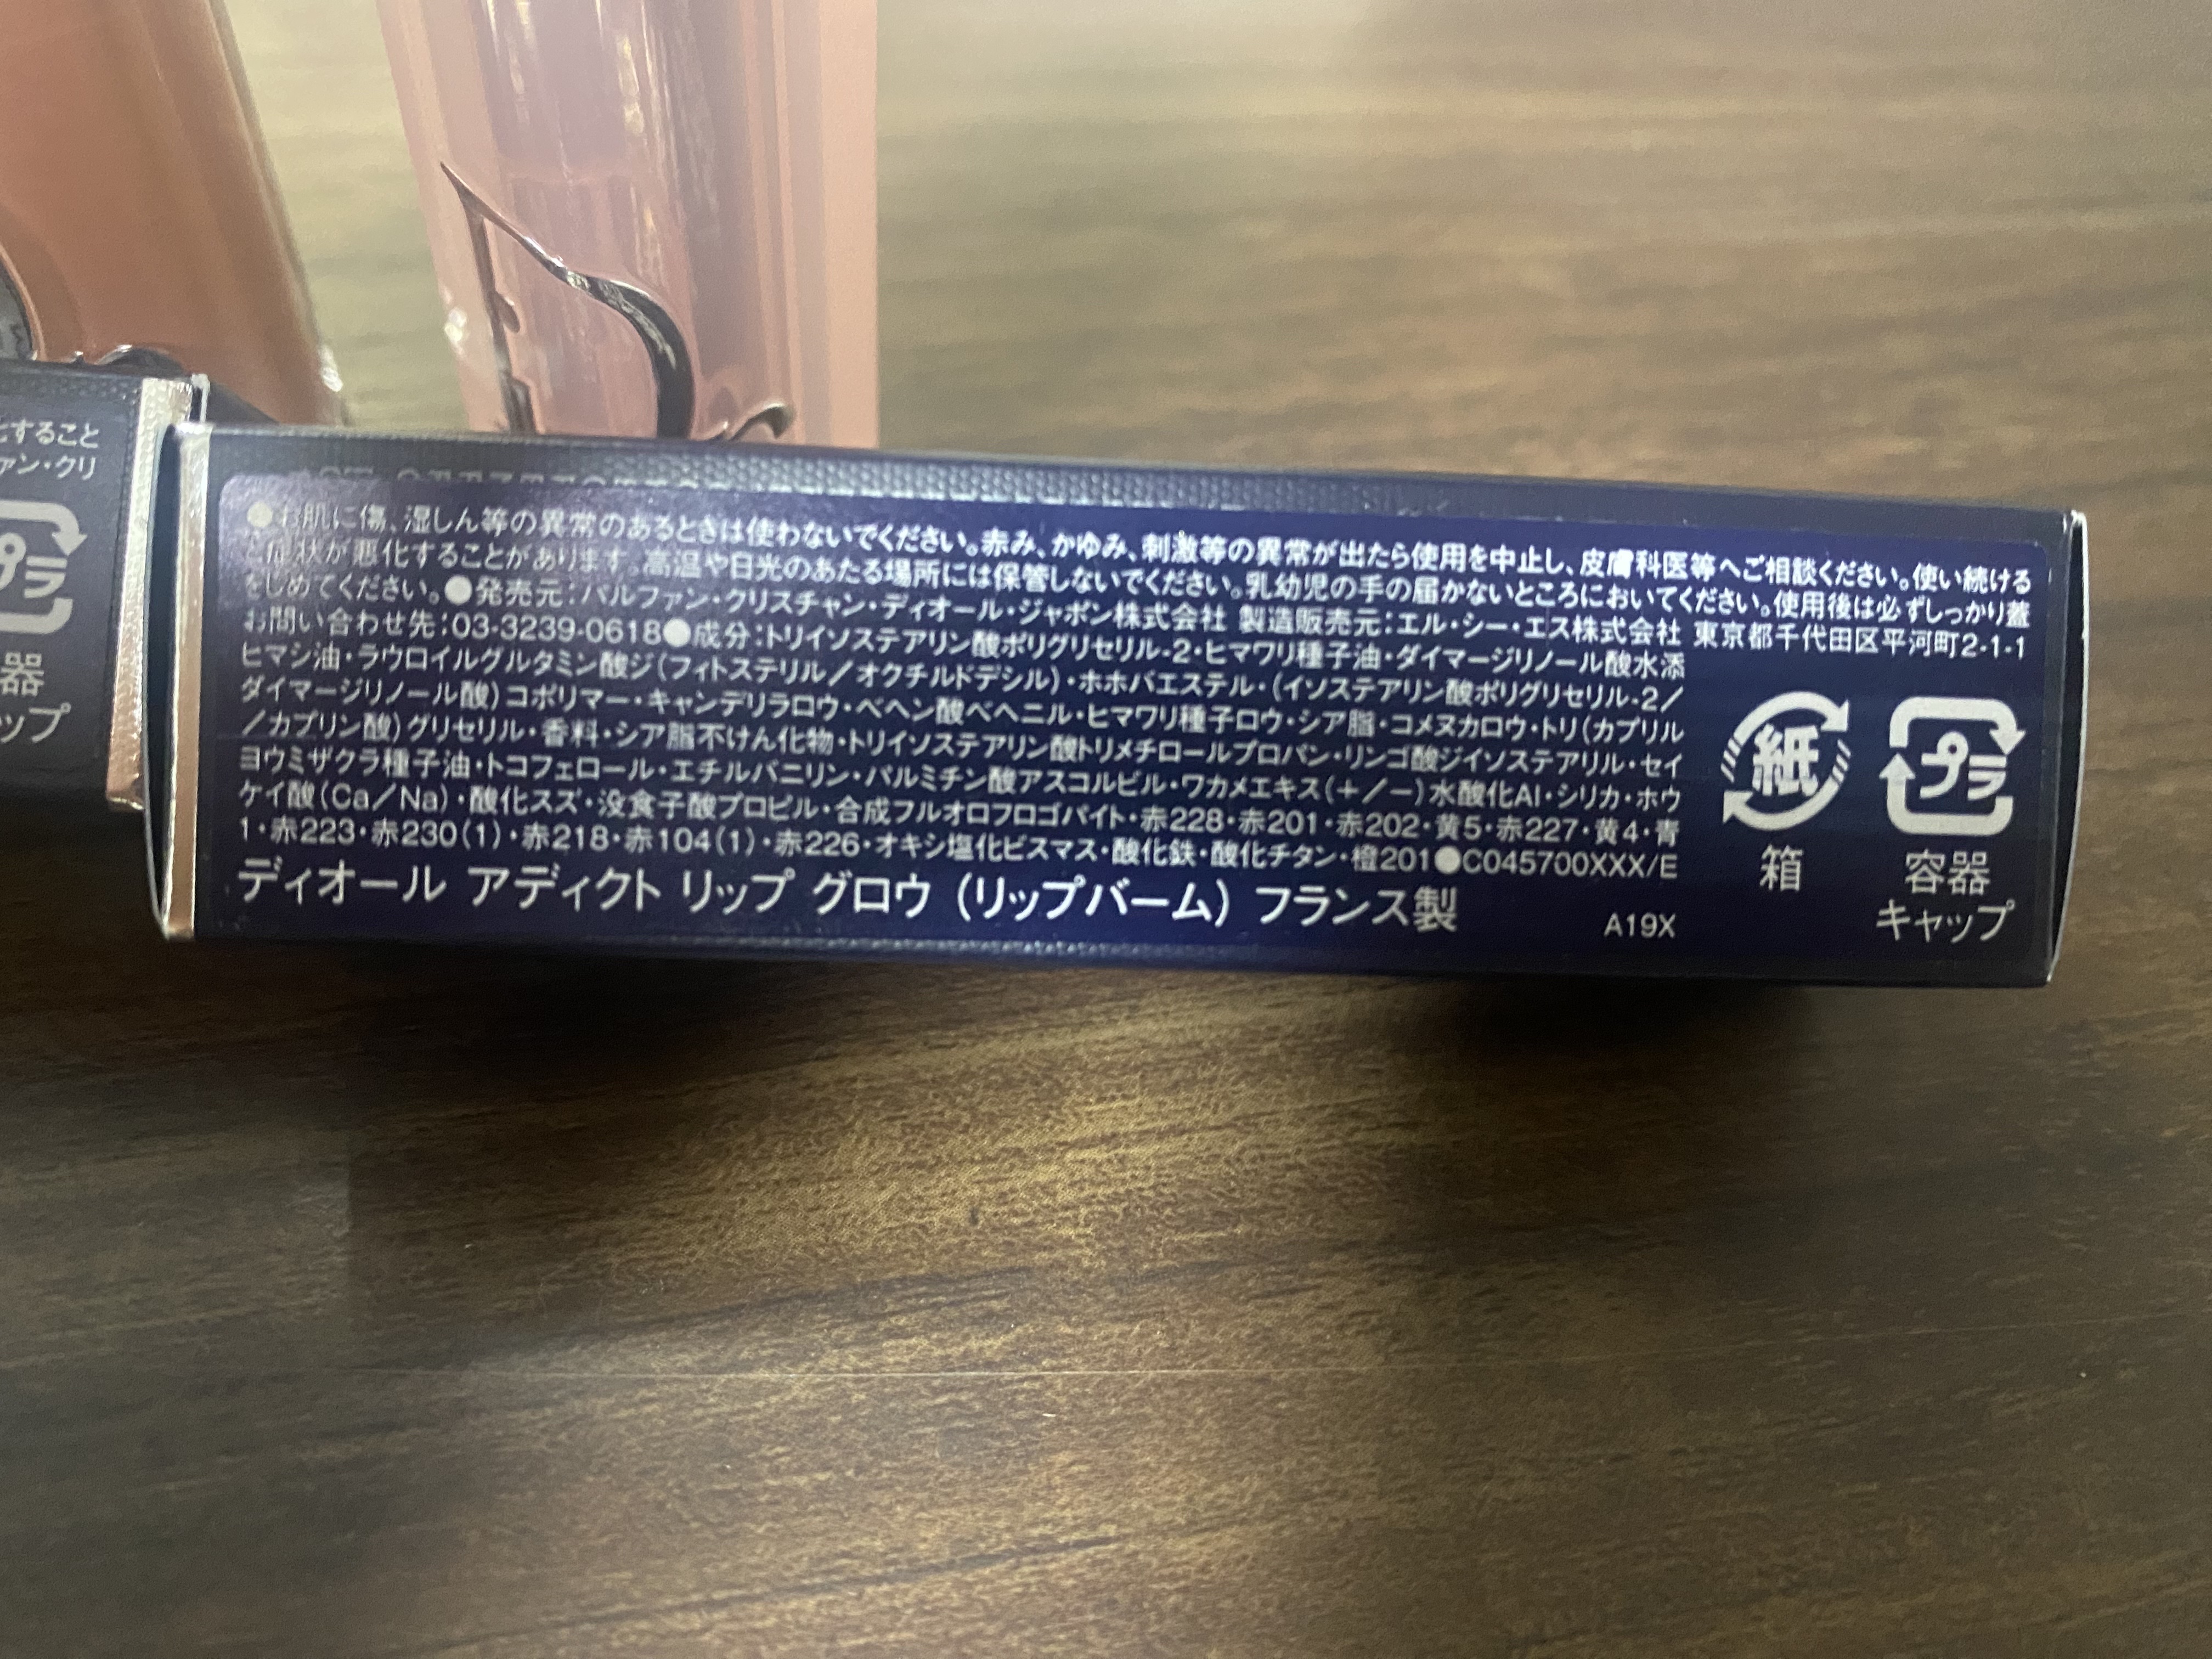 ●お肌に傷、湿しん等の異常のあるときは使わないでください。赤み、かゆみ、刺激等の異常が出たら使用を中止し、皮膚科医等へご相談ください。使い続ける
と症状が悪化することがあります。高温や日光のあたる場所には保管しないでください。乳幼児の手の届かないところにおいてください。使用後は必ずしっかり蓋
をしめてください。●発売元：パルファン・クリスチャン・ディオール・ジャポン株式会社 製造販売元：エル・シー・エス株式会社 東京都千代田区平河町2-1-1
お問い合わせ先：03-3239-0618●成分：トリイソステアリン酸ポリグリセリル-2・ヒマワリ種子油・ダイマージリノール酸水添
ヒマシ油・ラウロイルグルタミン酸ジ（フィトステリル／オクチルドデシル）・ホホバエステル・（イソステアリン酸ポリグリセリル-2／
ダイマージリノール酸）コポリマー・キャンデリラロウ・ベヘン酸ベヘニル・ヒマワリ種子ロウ・シア脂・コメヌカロウ・トリ（カプリル
／カプリン酸）グリセリル・香料・シア脂不けん化物・トリイソステアリン酸トリメチロールプロパン・リンゴ酸ジイソステアリル・セイ
ヨウミザクラ種子油・トコフェロール・エチルバニリン・パルミチン酸アスコルビル・ワカメエキス（＋／－）水酸化Al・シリカ・ホウ
ケイ酸（Ca／Na）・酸化スズ・没食子酸プロピル・合成フルオロフロゴパイト・赤228・赤201・赤202・黄5・赤227・黄4・青
1・赤223・赤230（1）・赤218・赤104（1）・赤226・オキシ塩化ビスマス・酸化鉄・酸化チタン・橙201●C045700XXX/E
ディオール アディクト リップ グロウ（リップバーム）フランス製
A19X
紙
箱
プラ
容器
キャップ
化すること
ァン・クリ
プラ
器
ップ